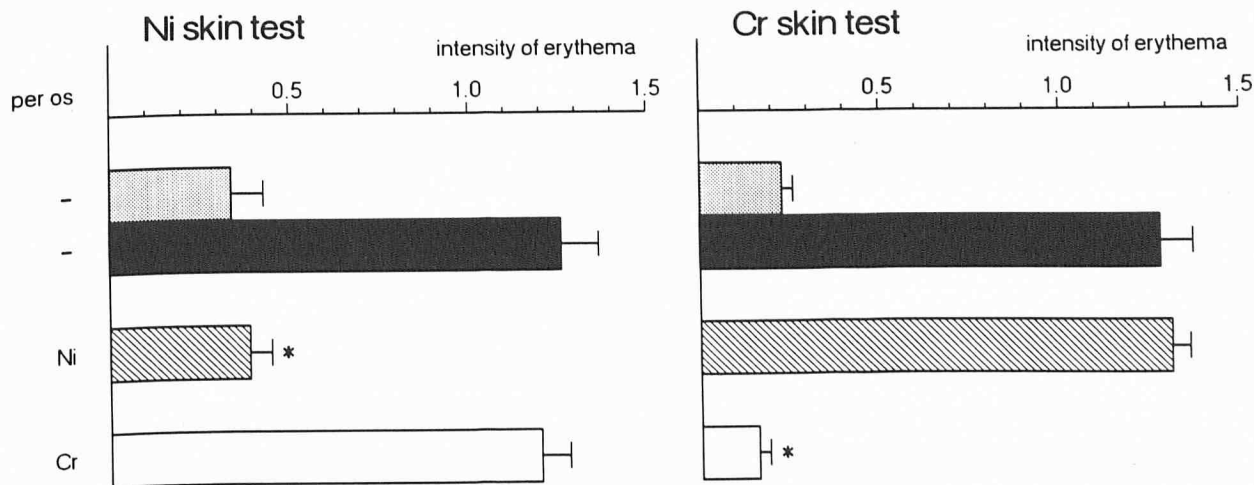 Ni skin test
intensity of erythema
0.5 1.0 1.5
per os
-
-
Ni
*
Cr
Cr skin test
intensity of erythema
0.5 1.0 1.5
*